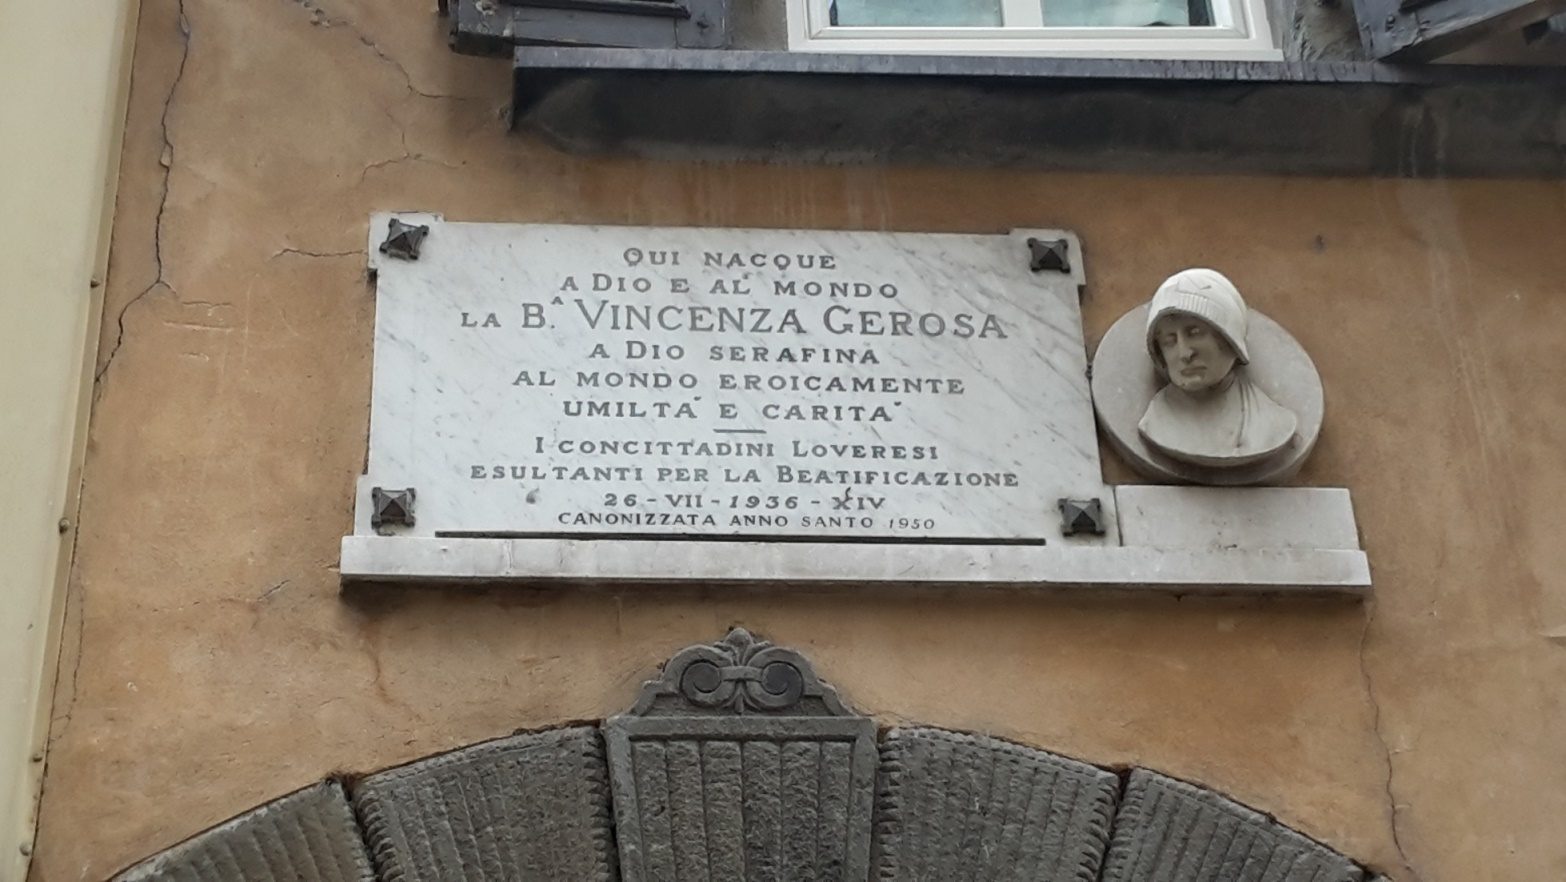 QUI NACQUE
A DIO E AL MONDO
LA B.A VINCENZA GEROSA
A DIO SERAFINA
AL MONDO EROICAMENTE
UMILTA' E CARITA'
I CONCITTADINI LOVERESI
ESULTANTI PER LA BEATIFICAZIONE
26-VII-1936-XIV
CANONIZZATA ANNO SANTO 1950